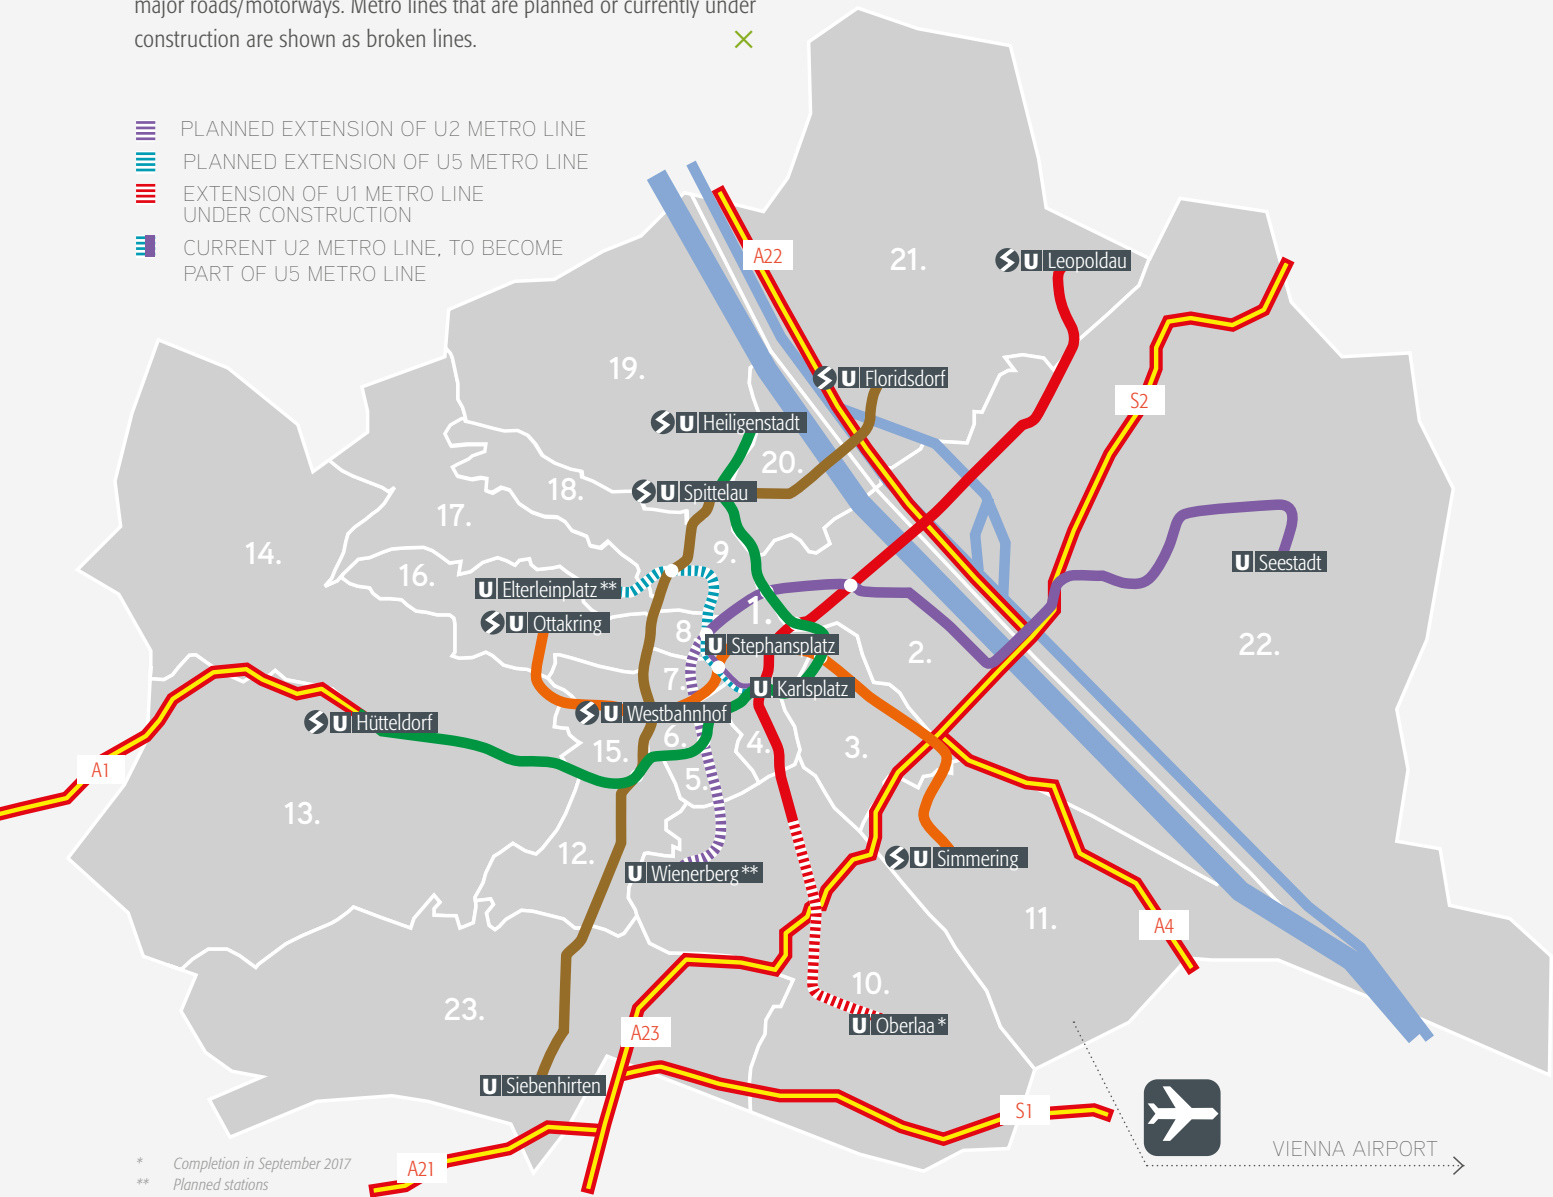 major roads/motorways. Metro lines that are planned or currently under
construction are shown as broken lines.
PLANNED EXTENSION OF U2 METRO LINE
PLANNED EXTENSION OF U5 METRO LINE
EXTENSION OF U1 METRO LINE
UNDER CONSTRUCTION
CURRENT U2 METRO LINE, TO BECOME
PART OF U5 METRO LINE
A22
21.
S U Leopoldau
19.
S U Floridsdorf
S2
S U Heiligenstadt
20.
S U Spittelau
18.
17.
14.
9.
16.
U Seestadt
U Elterleinplatz**
1.
S U Ottakring
8.
U Stephansplatz
2.
22.
7.
U Karlsplatz
S U Westbahnhof
S U Hütteldorf
6.
4.
3.
15.
A1
5.
13.
12.
S U Simmering
U Wienerberg**
11.
A4
10.
23.
U Oberlaa*
A23
U Siebenhirten
S1
VIENNA AIRPORT
A21
* Completion in September 2017
** Planned stations